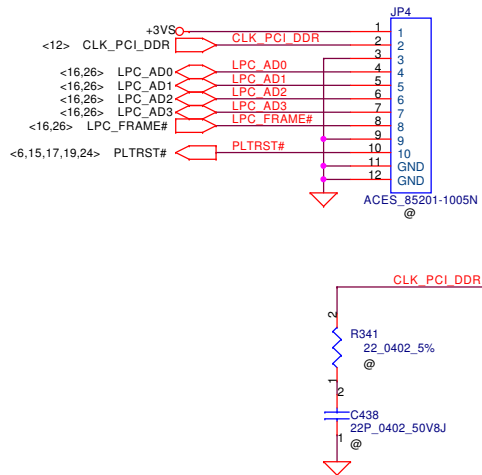 JP4
+3VS 1 1
<12> CLK_PCI_DDR CLK_PCI_DDR 2 2
3 3
<16,26> LPC_AD0 LPC_AD0 4 4
<16,26> LPC_AD1 LPC_AD1 5 5
<16,26> LPC_AD2 LPC_AD2 6 6
<16,26> LPC_AD3 LPC_AD3 7 7
<16,26> LPC_FRAME# LPC_FRAME# 8 8
9 9
<6,15,17,19,24> PLTRST# PLTRST# 10 10
11 GND
12 GND
ACES_85201-1005N
@
CLK_PCI_DDR
2
R341
22_0402_5%
@
1
2
C438
22P_0402_50V8J
1
@